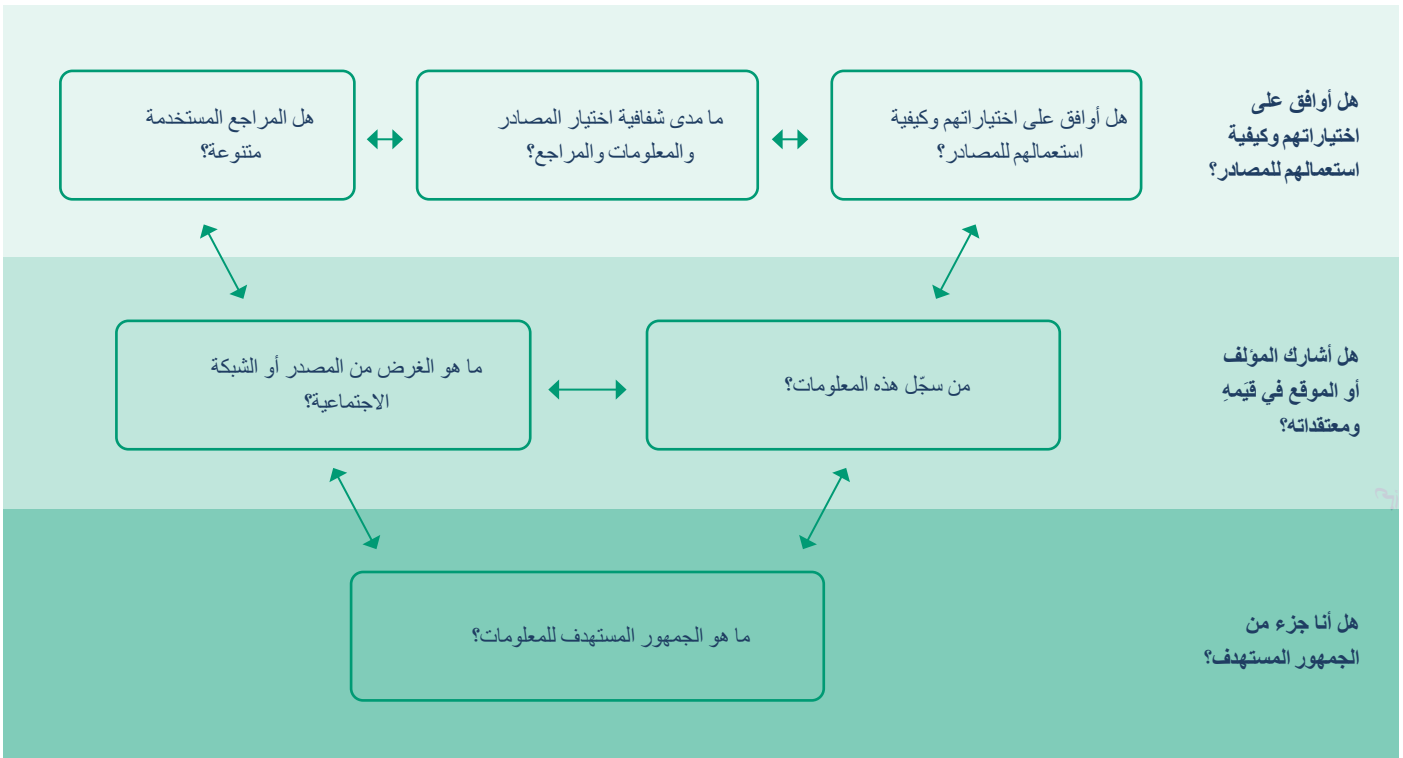 هل أوافق على
اختياراتهم وكيفية
استعمالهم للمصادر؟
هل أوافق على اختياراتهم وكيفية
استعمالهم للمصادر؟
ما مدى شفافية اختيار المصادر
والمعلومات والمراجع؟
هل المراجع المستخدمة
متنوعة؟
هل أشارك المؤلف
أو الموقع في قيَمهِ
ومعتقداته؟
من سجّل هذه المعلومات؟
ما هو الغرض من المصدر أو الشبكة
الاجتماعية؟
هل أنا جزء من
الجمهور المستهدف؟
ما هو الجمهور المستهدف للمعلومات؟